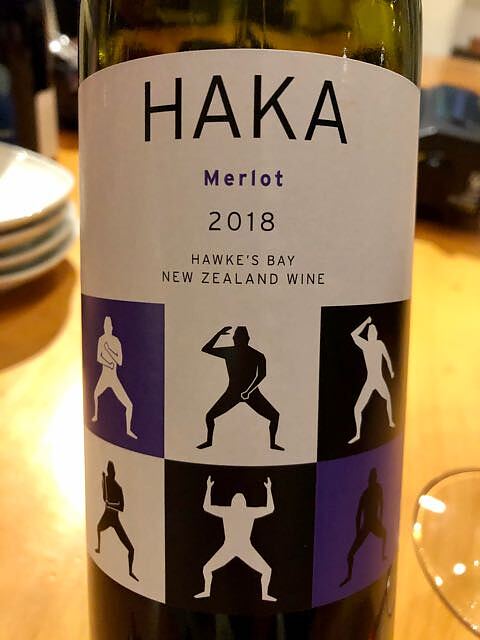 HAKA
Merlot
2018
HAWKE'S BAY
NEW ZEALAND WINE